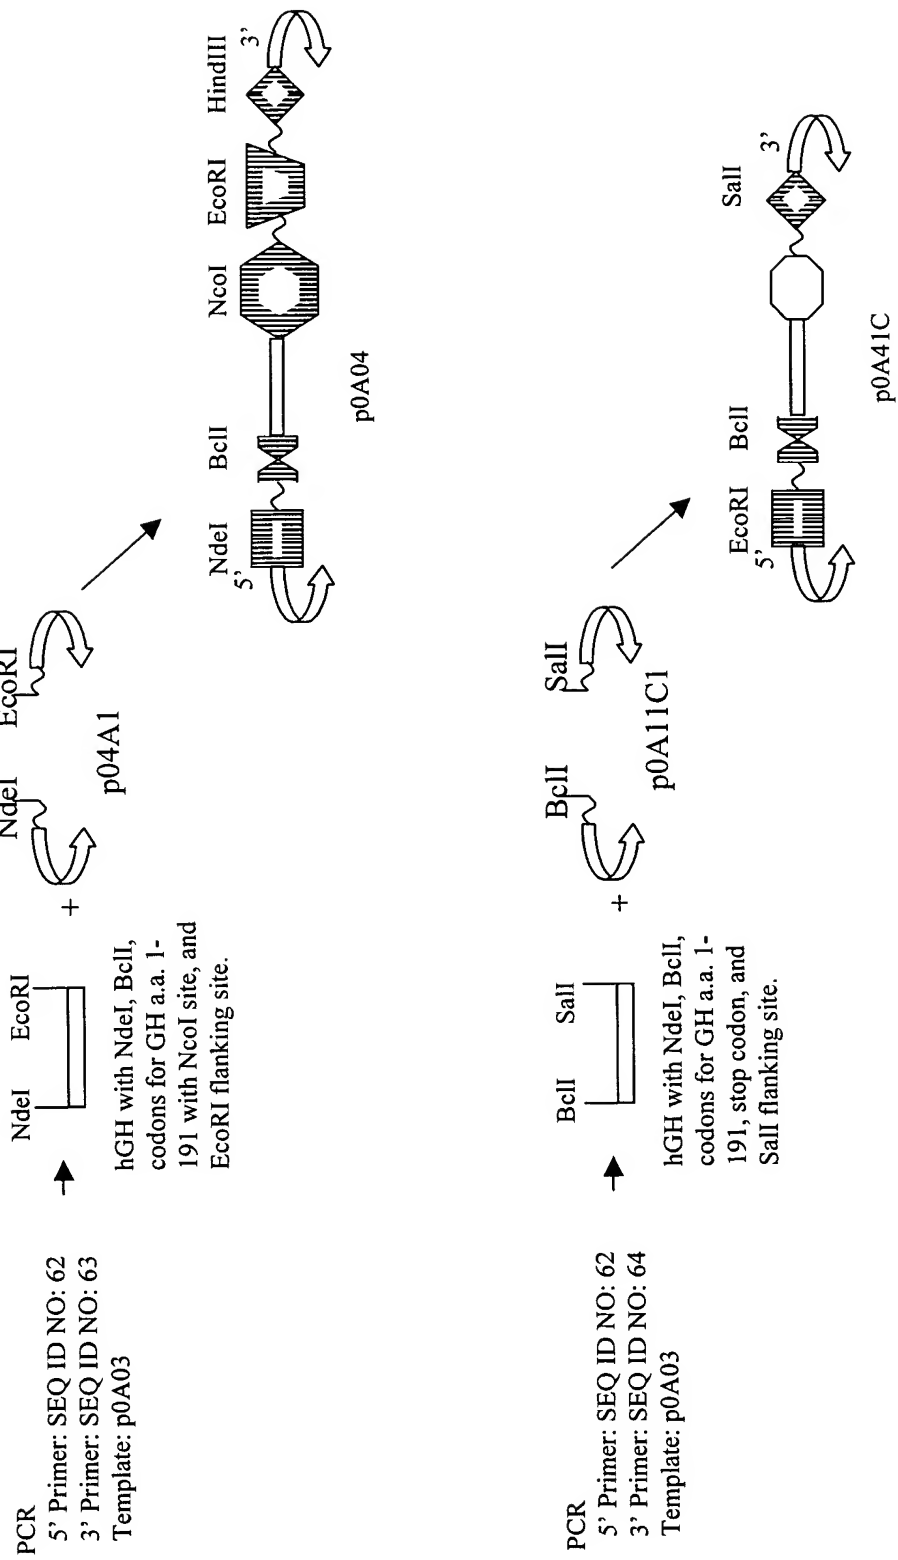 PCR
5' Primer: SEQ ID NO: 62
3' Primer: SEQ ID NO: 63
Template: p0A03
NdeI EcoRI
hGH with NdeI, BclI,
codons for GH a.a. 1-
191 with NcoI site, and
EcoRI flanking site.
+
NdeI EcoRI
p04A1
NdeI BclI NcoI EcoRI HindIII
5' 3'
p0A04
PCR
5' Primer: SEQ ID NO: 62
3' Primer: SEQ ID NO: 64
Template: p0A03
BclI SalI
hGH with NdeI, BclI,
codons for GH a.a. 1-
191, stop codon, and
SalI flanking site.
+
BclI SalI
p0A11C1
EcoRI BclI SalI
5' 3'
p0A41C